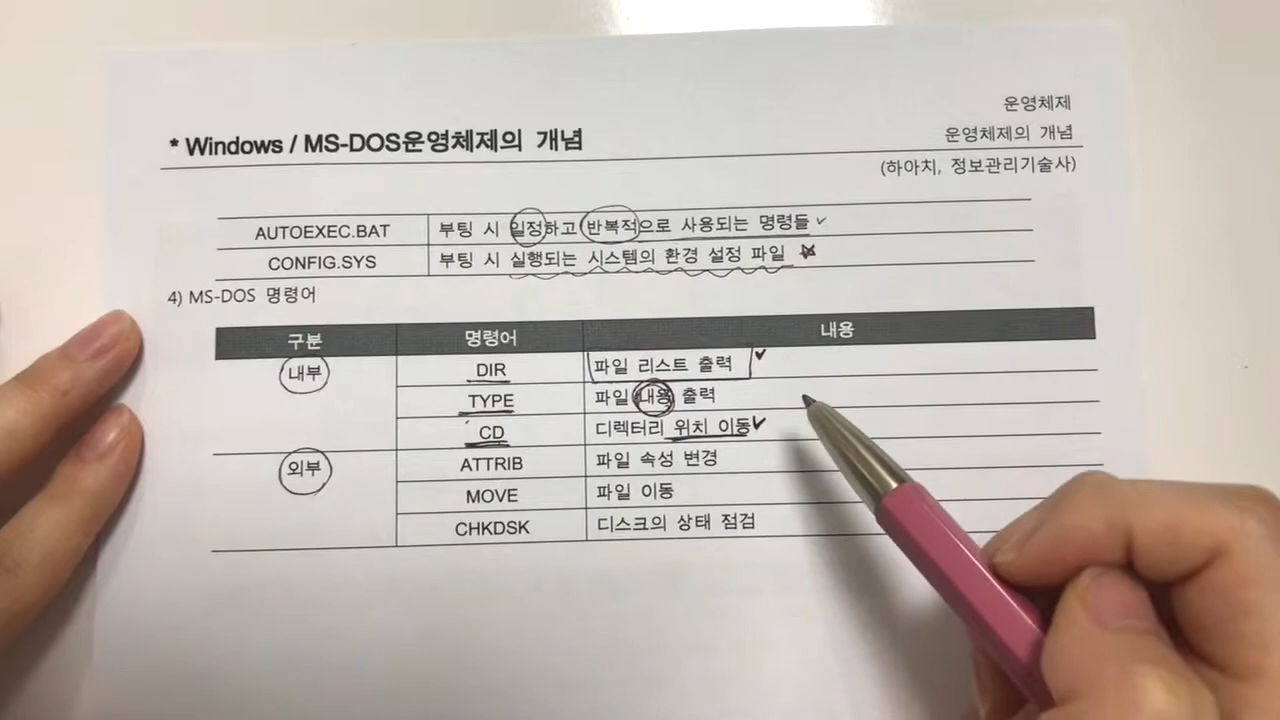 운영체제
* Windows / MS-DOS운영체제의 개념
운영체제의 개념
(하아치, 정보관리기술사)
AUTOEXEC.BAT 부팅 시 일정하고 반복적으로 사용되는 명령들
CONFIG.SYS 부팅 시 실행되는 시스템의 환경 설정 파일
4) MS-DOS 명령어
구분 명령어 내용
내부 DIR 파일 리스트 출력
TYPE 파일 내용 출력
CD 디렉터리 위치 이동
외부 ATTRIB 파일 속성 변경
MOVE 파일 이동
CHKDSK 디스크의 상태 점검